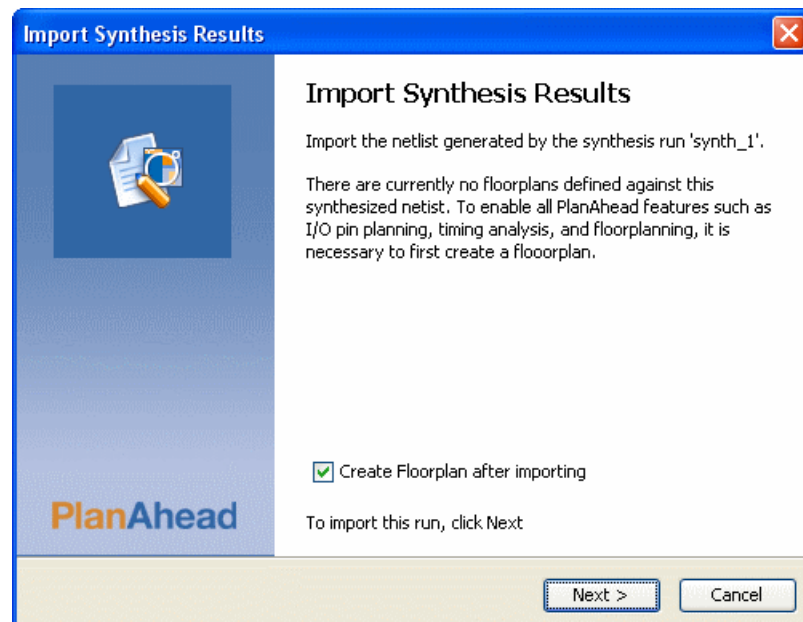 Import Synthesis Results
Import Synthesis Results
Import the netlist generated by the synthesis run 'synth_1'.
There are currently no floorplans defined against this
synthesized netist. To enable all PlanAhead features such as
I/O pin planning, timing analysis, and floorplanning, it is
necessary to first create a flooorplan.
Create Floorplan after importing
PlanAhead
To import this run, click Next
Next >
Cancel